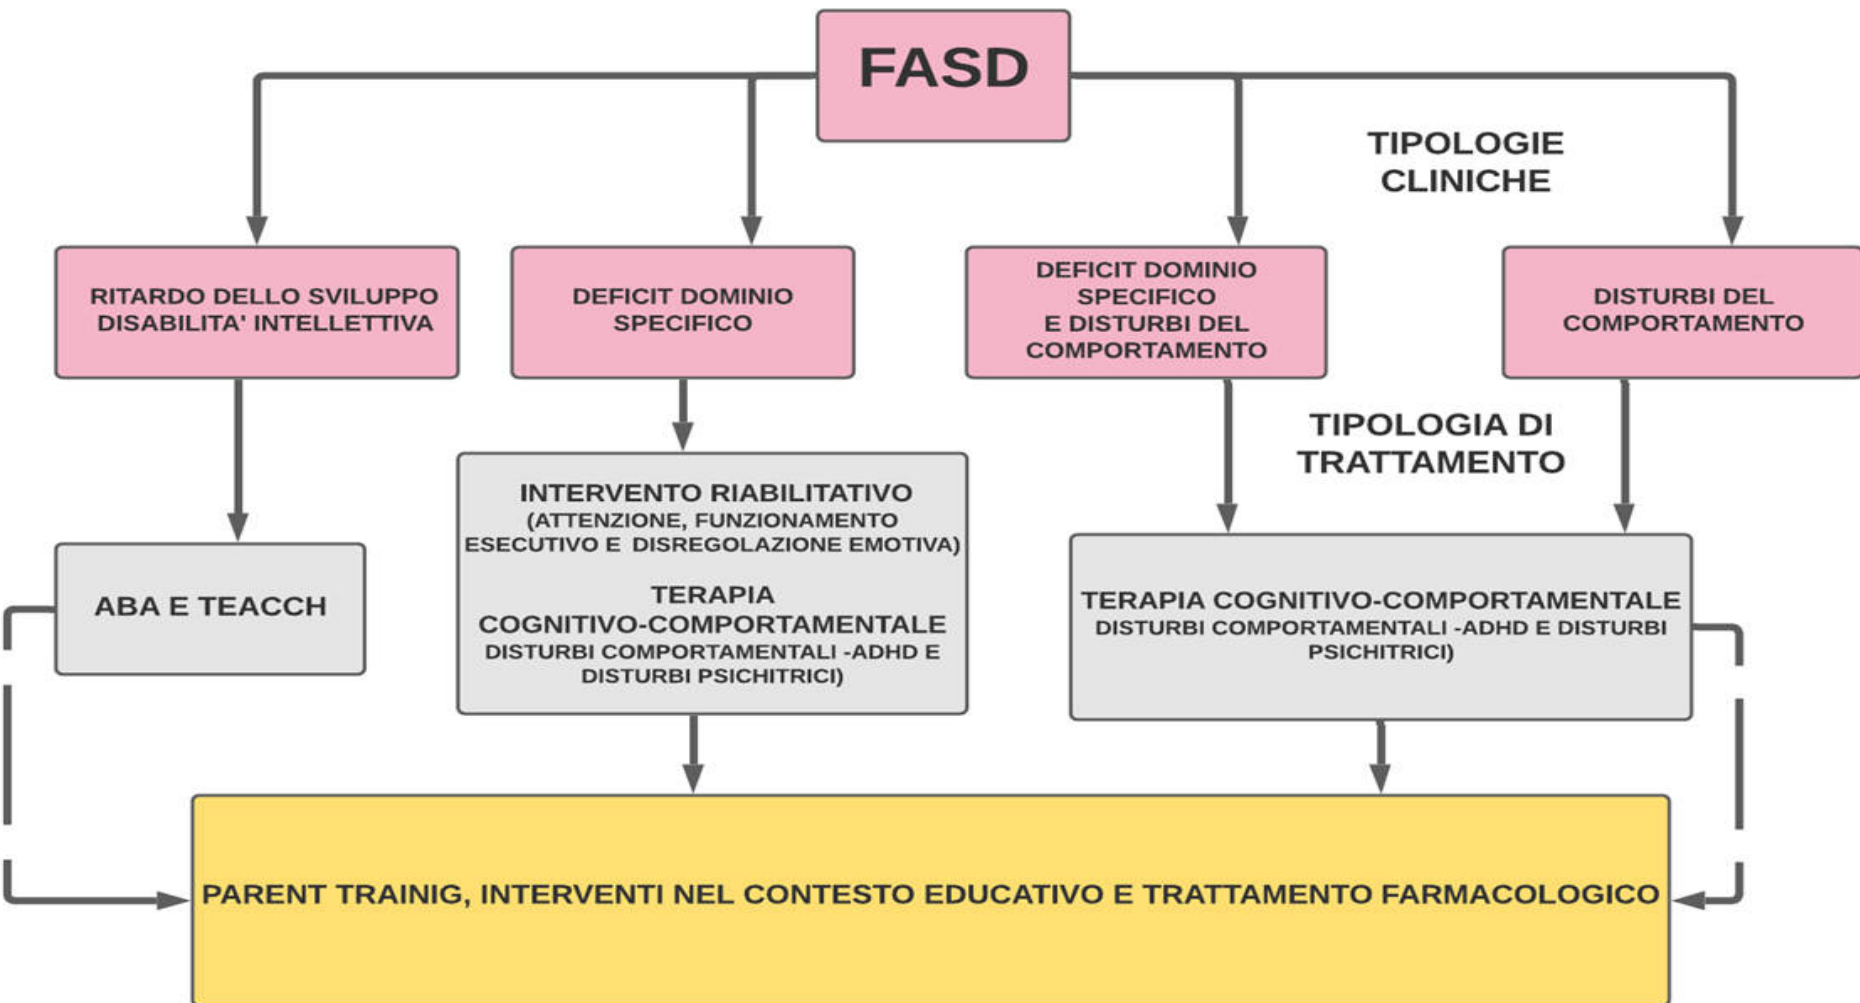 FASD
TIPOLOGIE
CLINICHE
RITARDO DELLO SVILUPPO
DISABILITA' INTELLETTIVA
DEFICIT DOMINIO
SPECIFICO
DEFICIT DOMINIO
SPECIFICO
E DISTURBI DEL
COMPORTAMENTO
DISTURBI DEL
COMPORTAMENTO
TIPOLOGIA DI
TRATTAMENTO
ABA E TEACCH
INTERVENTO RIABILITATIVO
(ATTENZIONE, FUNZIONAMENTO
ESECUTIVO E DISREGOLAZIONE EMOTIVA)
TERAPIA
COGNITIVO-COMPORTAMENTALE
DISTURBI COMPORTAMENTALI -ADHD E
DISTURBI PSICHITRICI)
TERAPIA COGNITIVO-COMPORTAMENTALE
DISTURBI COMPORTAMENTALI -ADHD E DISTURBI
PSICHITRICI)
PARENT TRAINIG, INTERVENTI NEL CONTESTO EDUCATIVO E TRATTAMENTO FARMACOLOGICO